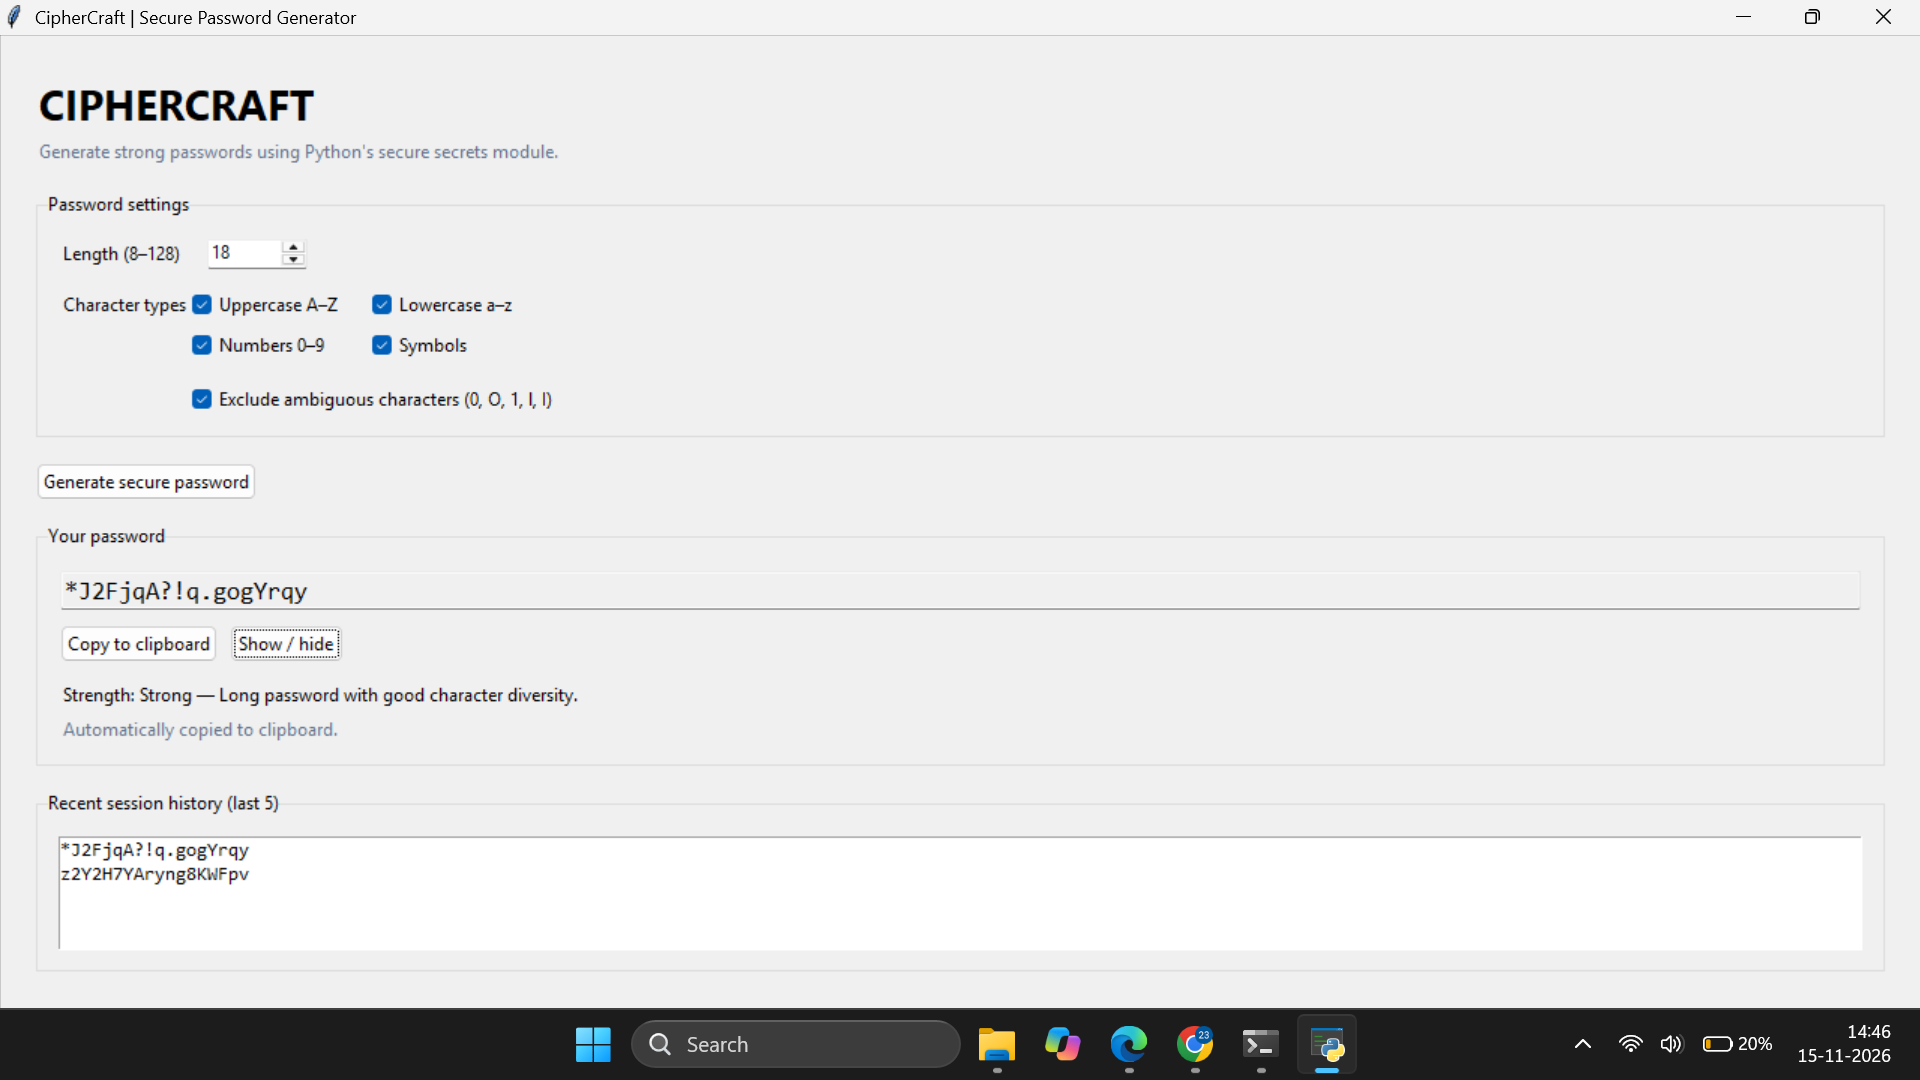 CipherCraft | Secure Password Generator
CIPHERCRAFT
Generate strong passwords using Python's secure secrets module.
Password settings
Length (8–128) 18
Character types Uppercase A–Z Lowercase a–z
Numbers 0–9 Symbols
Exclude ambiguous characters (0, O, 1, l, I)
Generate secure password
Your password
*J2FjqA?!q.gogYrqy
Copy to clipboard Show / hide
Strength: Strong — Long password with good character diversity.
Automatically copied to clipboard.
Recent session history (last 5)
*J2FjqA?!q.gogYrqy
z2Y2H7YAryng8KWFpv
Search 23 20% 14:46
15-11-2026